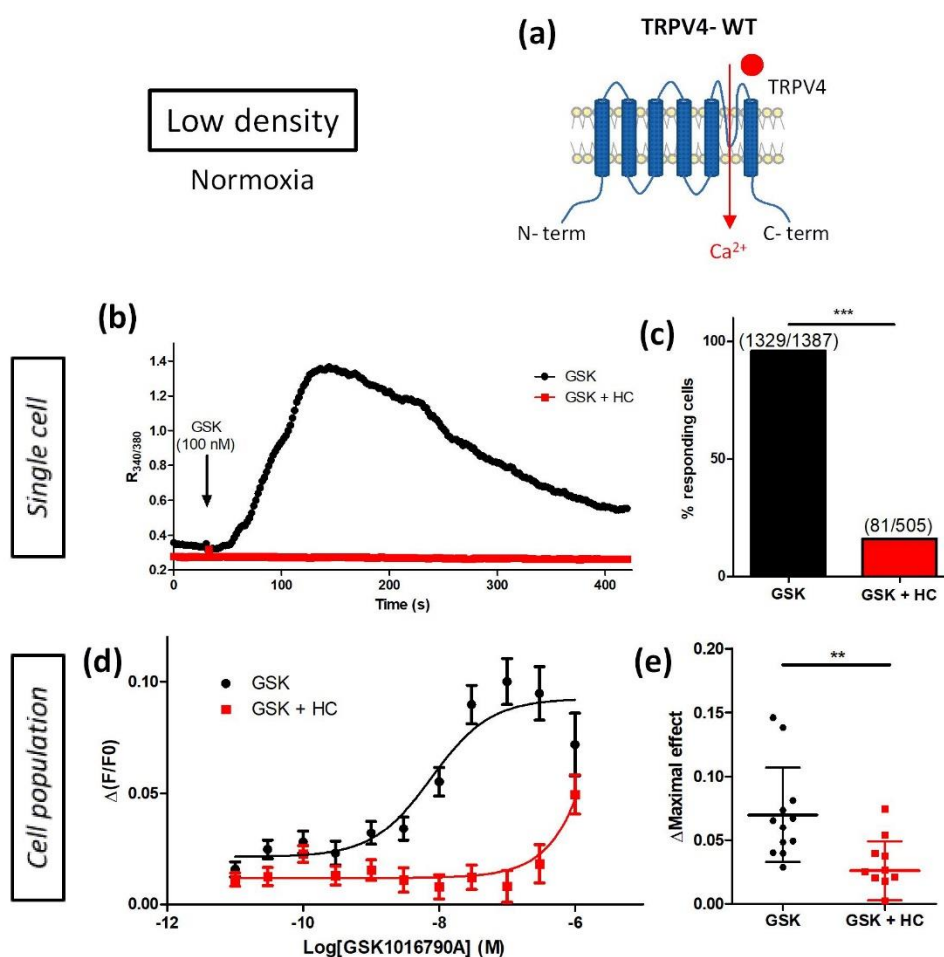 (a)
TRPV4- WT
TRPV4
Low density
Normoxia
N- term
C- term
Ca²⁺
Single cell
(b)
R340/380
1.4
1.2
1.0
0.8
0.6
0.4
0.2
GSK
(100 nM)
GSK
GSK + HC
0
100
200
300
400
Time (s)
(c)
***
% responding cells
100
50
0
(1329/1387)
(81/505)
GSK
GSK + HC
Cell population
(d)
Δ(F/F0)
0.10
0.05
0.00
GSK
GSK + HC
-12
-10
-8
-6
Log[GSK1016790A] (M)
(e)
**
ΔMaximal effect
0.20
0.15
0.10
0.05
0.00
GSK
GSK + HC